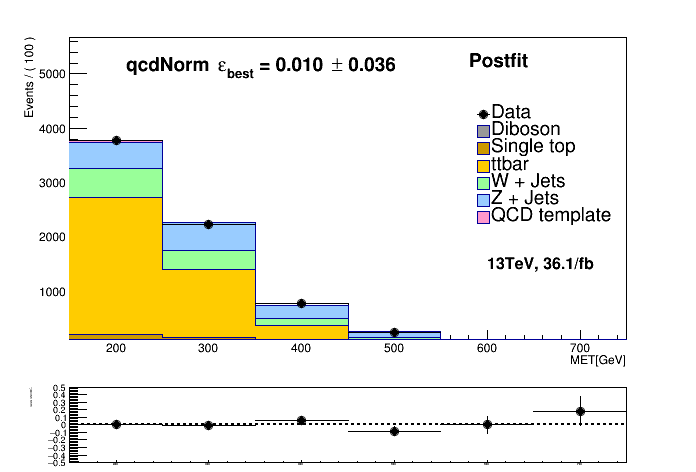 qcdNorm ε_best = 0.010 ± 0.036
Postfit
Events / ( 100 )
5000
4000
3000
2000
1000
Data
Diboson
Single top
ttbar
W + Jets
Z + Jets
QCD template
13TeV, 36.1/fb
200 300 400 500 600 700
MET[GeV]
0.5
0.4
0.3
0.2
0.1
0
−0.1
−0.2
−0.3
−0.4
−0.5